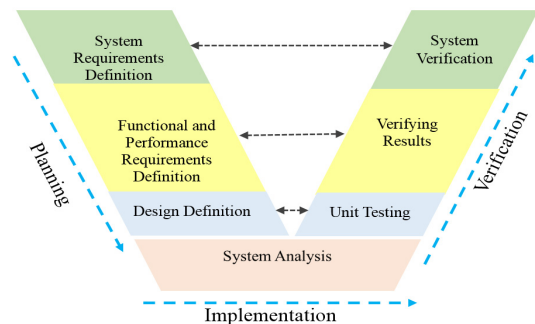 System
Requirements
Definition
System
Verification
Functional and
Performance
Requirements
Definition
Verifying
Results
Planning
Verification
Design Definition
Unit Testing
System Analysis
Implementation